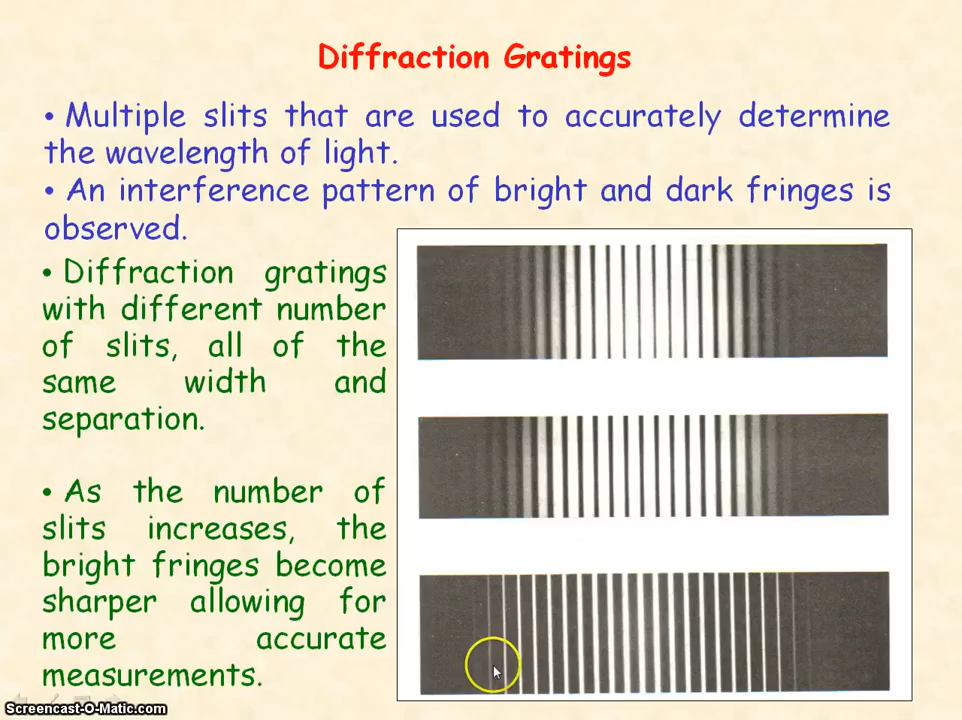 Diffraction Gratings
• Multiple slits that are used to accurately determine
the wavelength of light.
• An interference pattern of bright and dark fringes is
observed.
• Diffraction gratings
with different number
of slits, all of the
same width and
separation.
• As the number of
slits increases, the
bright fringes become
sharper allowing for
more accurate
measurements.
Screencast-O-Matic.com